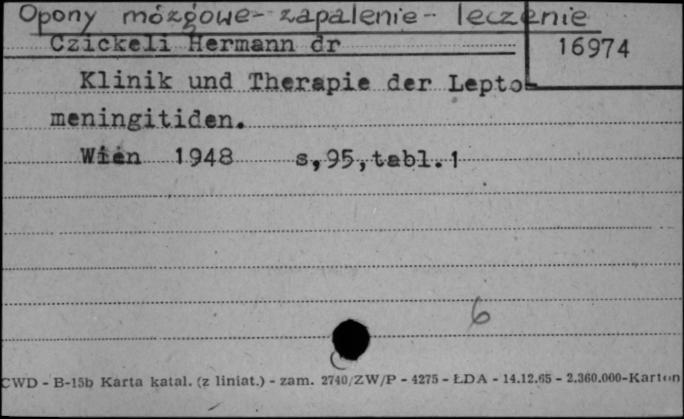 Opony mózgowe - zapalenie - leczenie
Czickeli Hermann dr
16974
Klinik und Therapie der Lepto-
meningitiden.
Wien 1948 s,95,tabl.1
6
CWD - B-15b Karta katal. (z liniat.) - zam. 2740/ZW/P - 4275 - ŁDA - 14.12.65 - 2.360.000-Karton